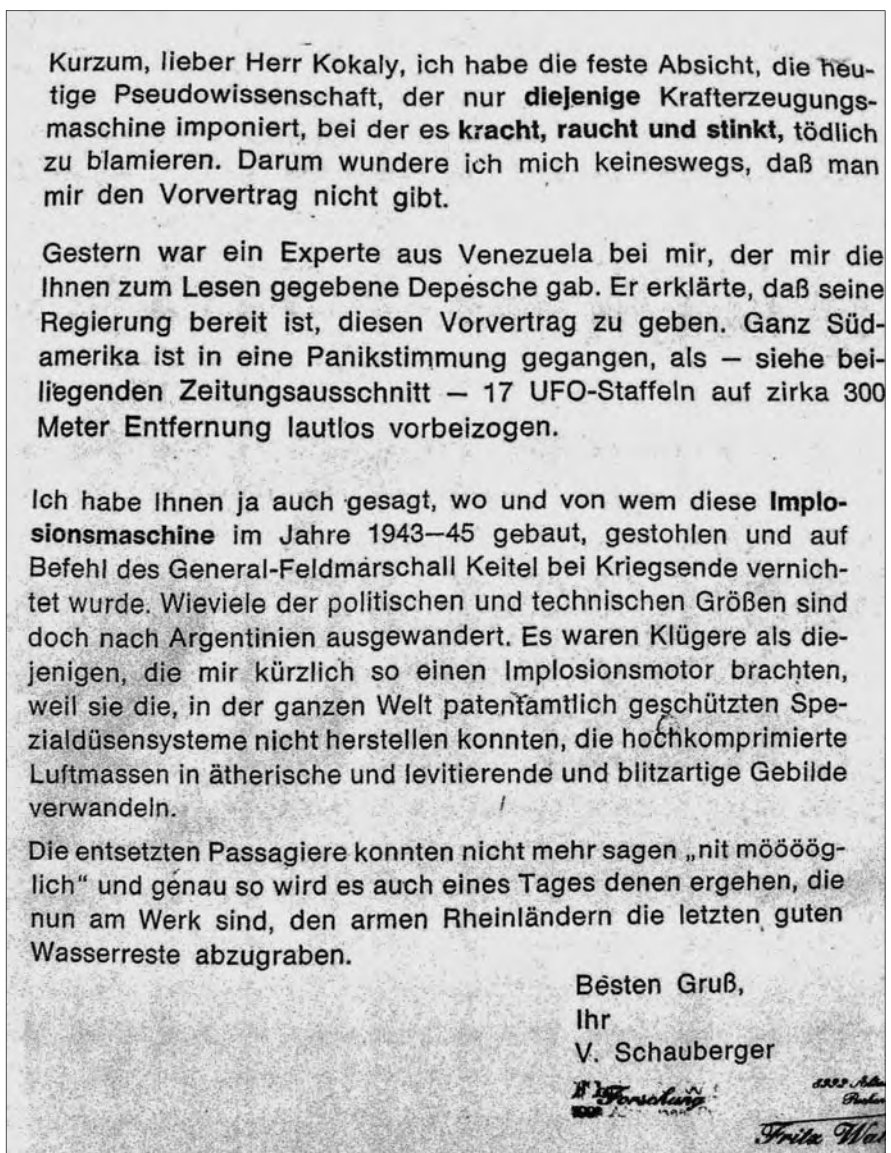 Kurzum, lieber Herr Kokaly, ich habe die feste Absicht, die heu-
tige Pseudowissenschaft, der nur diejenige Krafterzeugungs-
maschine imponiert, bei der es kracht, raucht und stinkt, tödlich
zu blamieren. Darum wundere ich mich keineswegs, daß man
mir den Vorvertrag nicht gibt.
Gestern war ein Experte aus Venezuela bei mir, der mir die
Ihnen zum Lesen gegebene Depesche gab. Er erklärte, daß seine
Regierung bereit ist, diesen Vorvertrag zu geben. Ganz Süd-
amerika ist in eine Panikstimmung gegangen, als — siehe bei-
liegenden Zeitungsausschnitt — 17 UFO-Staffeln auf zirka 300
Meter Entfernung lautlos vorbeizogen.
Ich habe Ihnen ja auch gesagt, wo und von wem diese Implo-
sionsmaschine im Jahre 1943—45 gebaut, gestohlen und auf
Befehl des General-Feldmarschall Keitel bei Kriegsende vernich-
tet wurde. Wieviele der politischen und technischen Größen sind
doch nach Argentinien ausgewandert. Es waren Klügere als die-
jenigen, die mir kürzlich so einen Implosionsmotor brachten,
weil sie die, in der ganzen Welt patentamtlich geschützten Spe-
zialdüsensysteme nicht herstellen konnten, die hochkomprimierte
Luftmassen in ätherische und levitierende und blitzartige Gebilde
verwandeln.
Die entsetzten Passagiere konnten nicht mehr sagen „nit möööög-
lich“ und genau so wird es auch eines Tages denen ergehen, die
nun am Werk sind, den armen Rheinländern die letzten guten
Wasserreste abzugraben.
Besten Gruß,
Ihr
V. Schauberger
Forschung
Fritz